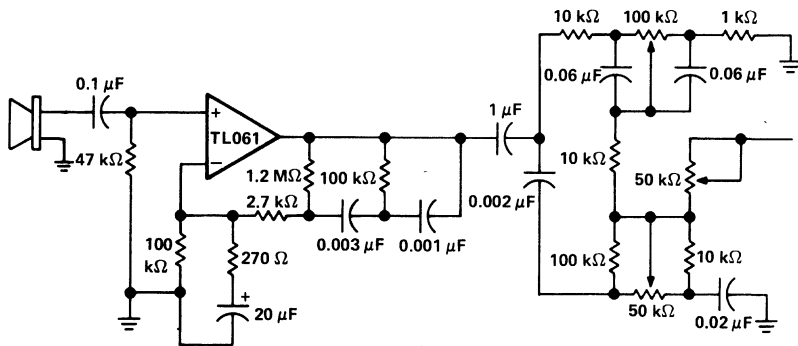 0.1 μF
47 kΩ
+
TL061
−
100
kΩ
270 Ω
+
20 μF
2.7 kΩ
1.2 MΩ
100 kΩ
0.003 μF
0.001 μF
1 μF
0.002 μF
10 kΩ
100 kΩ
1 kΩ
0.06 μF
0.06 μF
10 kΩ
50 kΩ
100 kΩ
10 kΩ
50 kΩ
0.02 μF